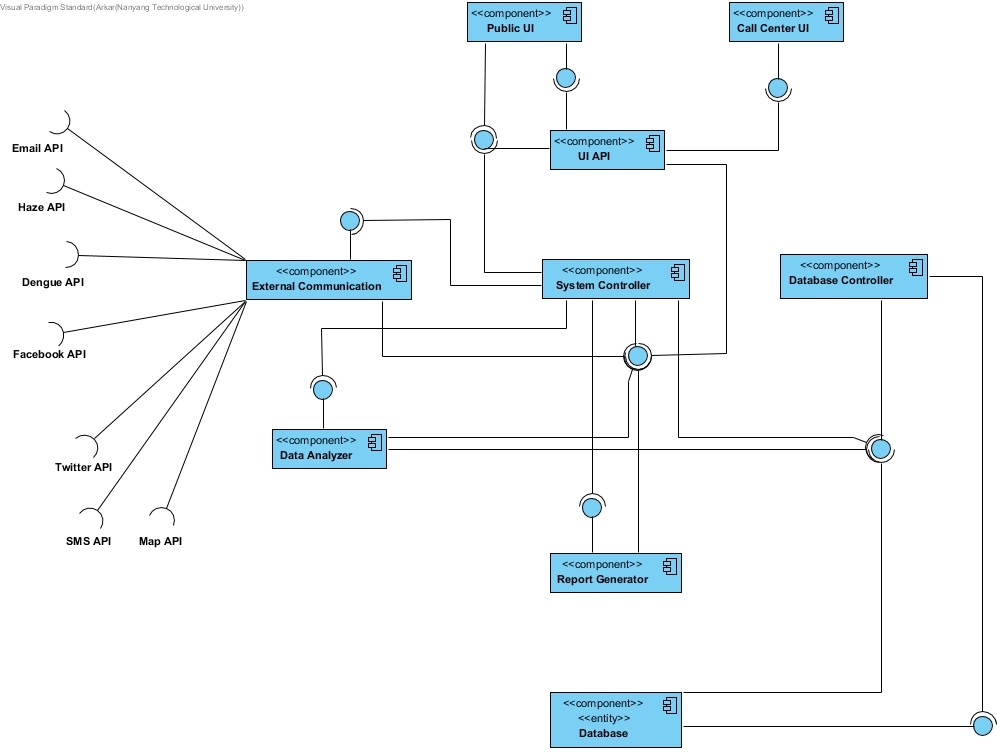 Visual Paradigm Standard(Arkar(Nanyang Technological University))
<<component>>
Public UI
<<component>>
Call Center UI
Email API
<<component>>
UI API
Haze API
Dengue API
<<component>>
External Communication
<<component>>
System Controller
<<component>>
Database Controller
Facebook API
<<component>>
Data Analyzer
Twitter API
SMS API
Map API
<<component>>
Report Generator
<<component>>
<<entity>>
Database